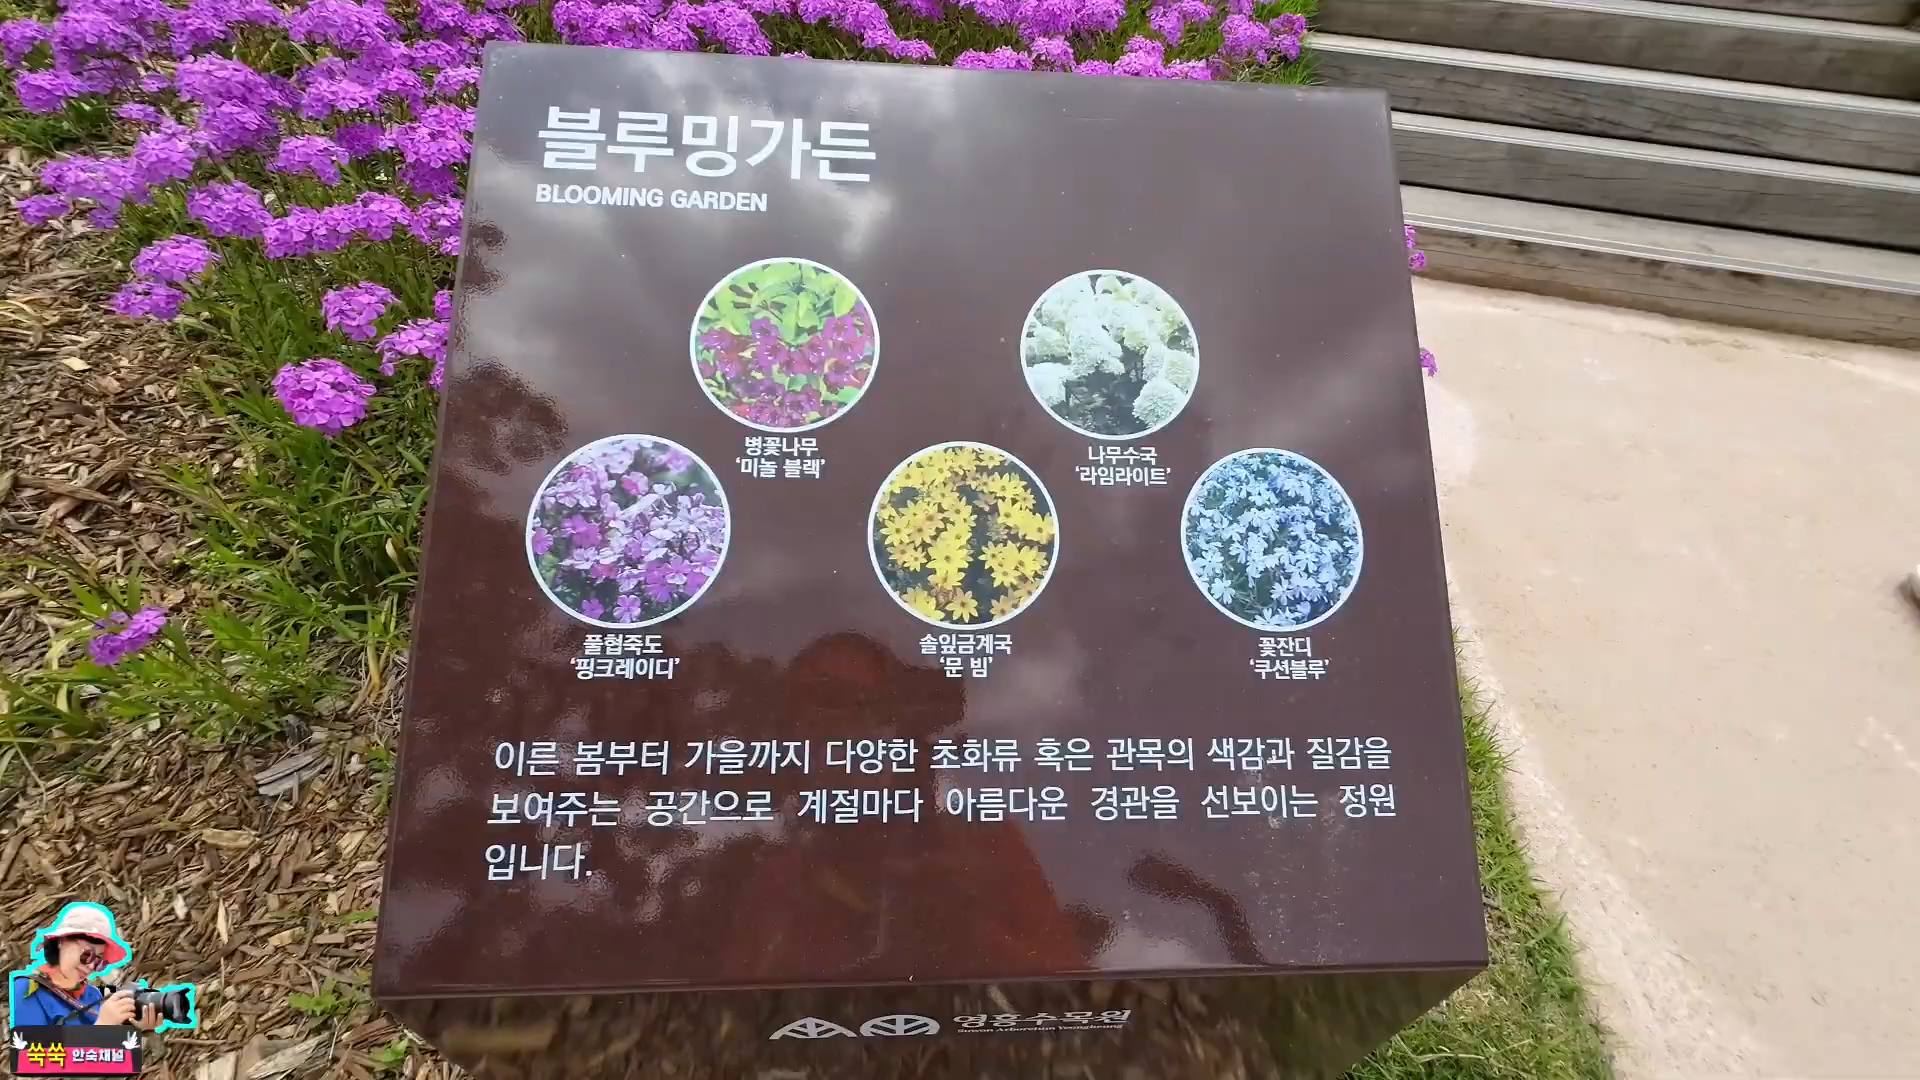 블루밍가든
BLOOMING GARDEN
병꽃나무
‘미놀 블랙’
나무수국
‘라임라이트’
풀협죽도
‘핑크레이디’
솔잎금계국
‘문 빔’
꽃잔디
‘쿠션블루’
이른 봄부터 가을까지 다양한 초화류 혹은 관목의 색감과 질감을
보여주는 공간으로 계절마다 아름다운 경관을 선보이는 정원
입니다.
영흥수목원
Suwon Arboretum Yeongheung
쑥쑥 안숙채널